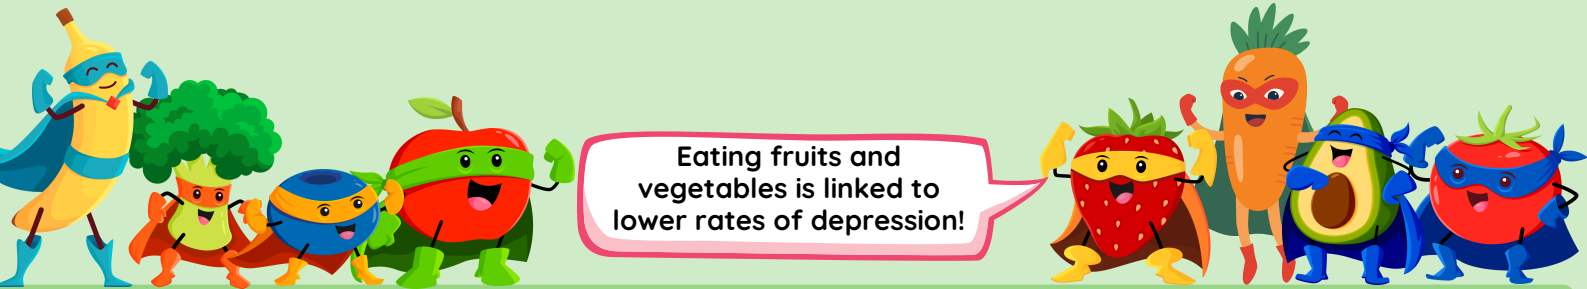 Eating fruits and
vegetables is linked to
lower rates of depression!